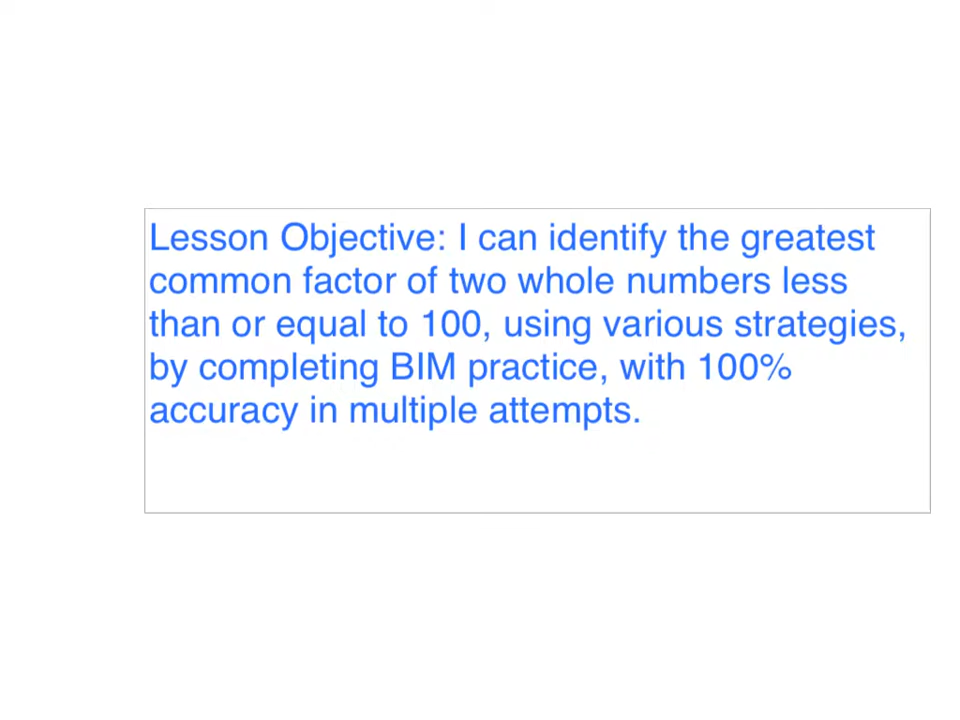 Lesson Objective: I can identify the greatest
common factor of two whole numbers less
than or equal to 100, using various strategies,
by completing BIM practice, with 100%
accuracy in multiple attempts.